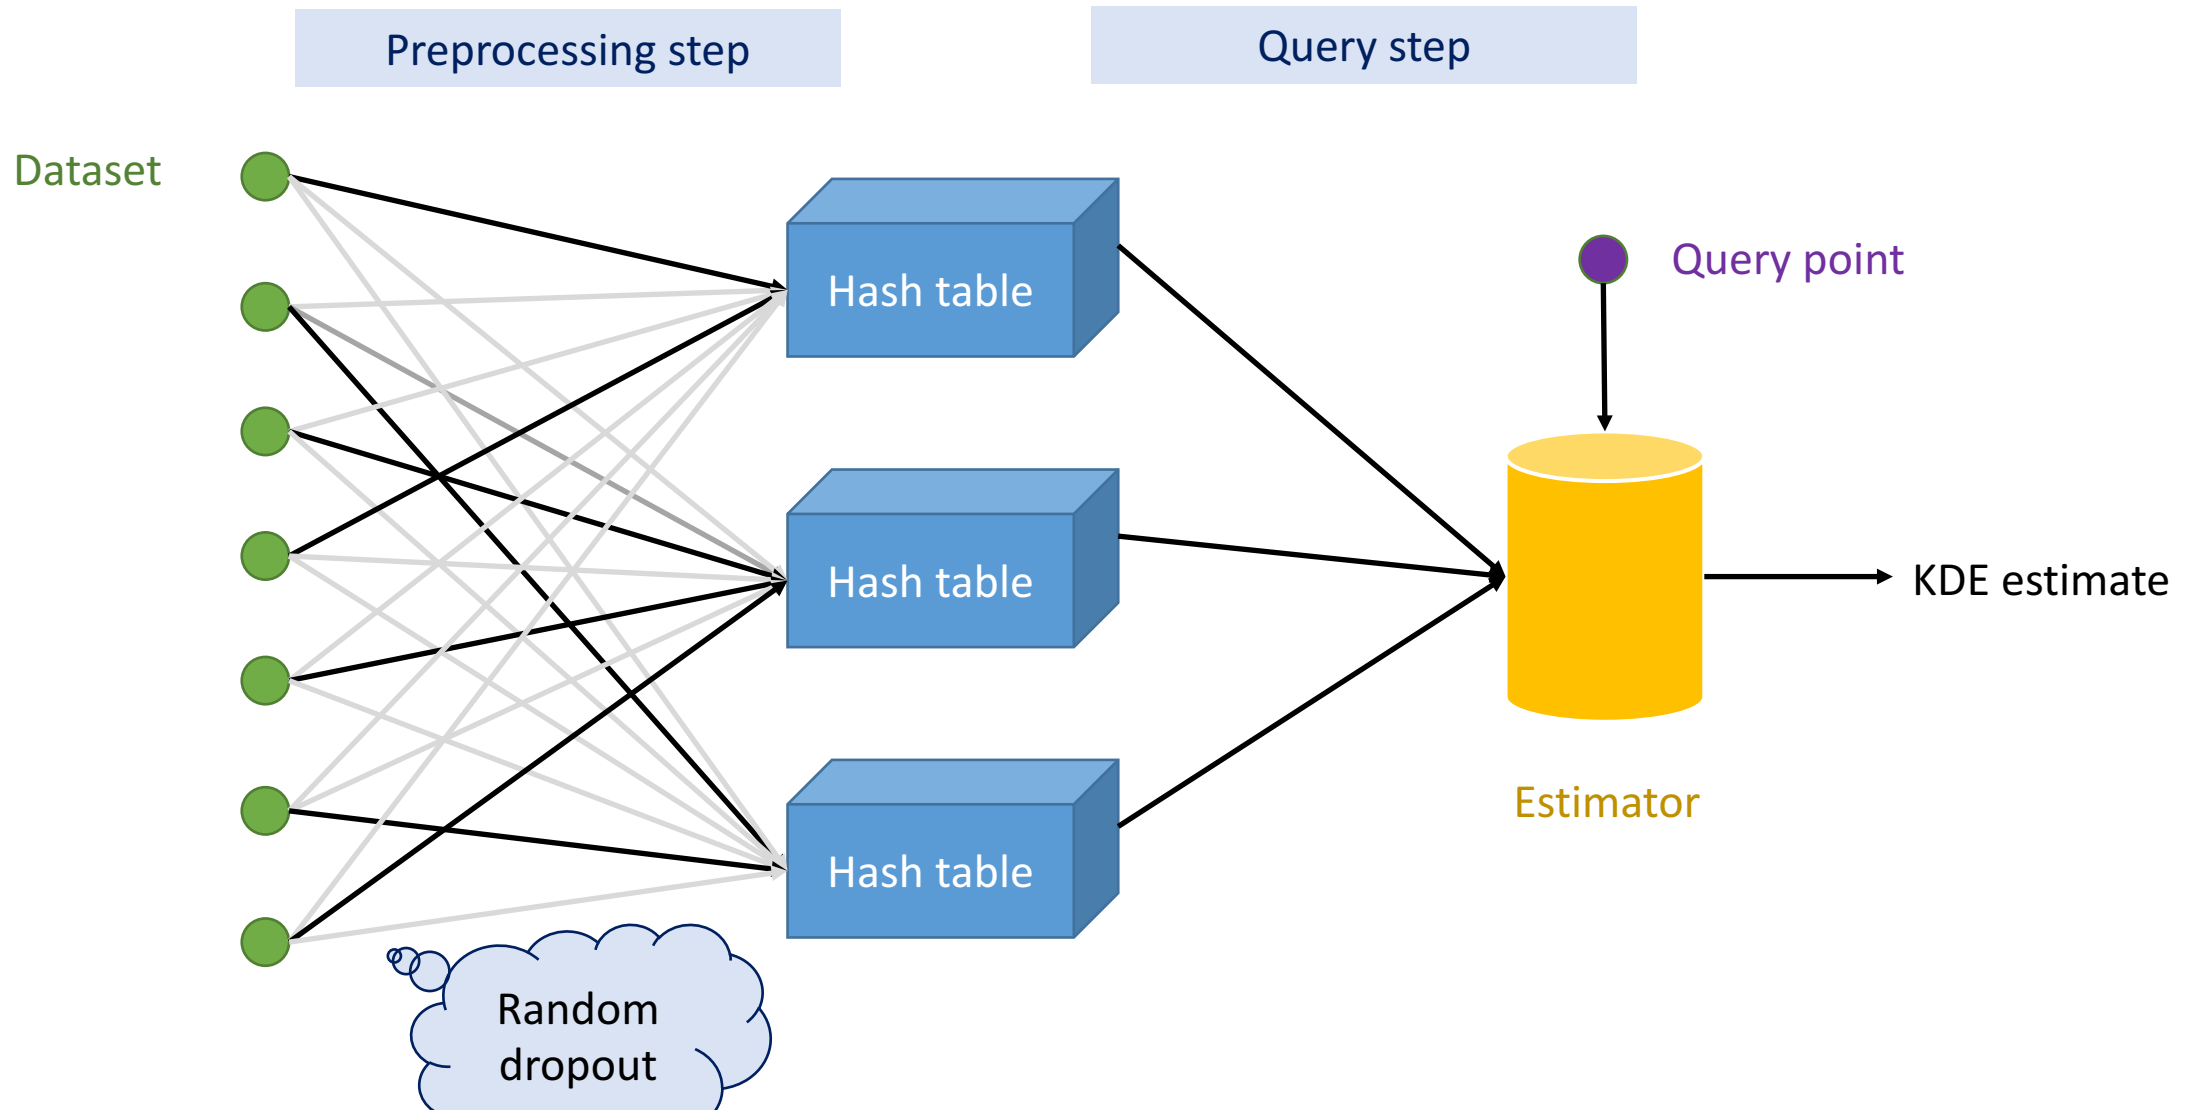 Preprocessing step
Query step
Dataset
Hash table
Query point
Hash table
KDE estimate
Estimator
Hash table
Random
dropout